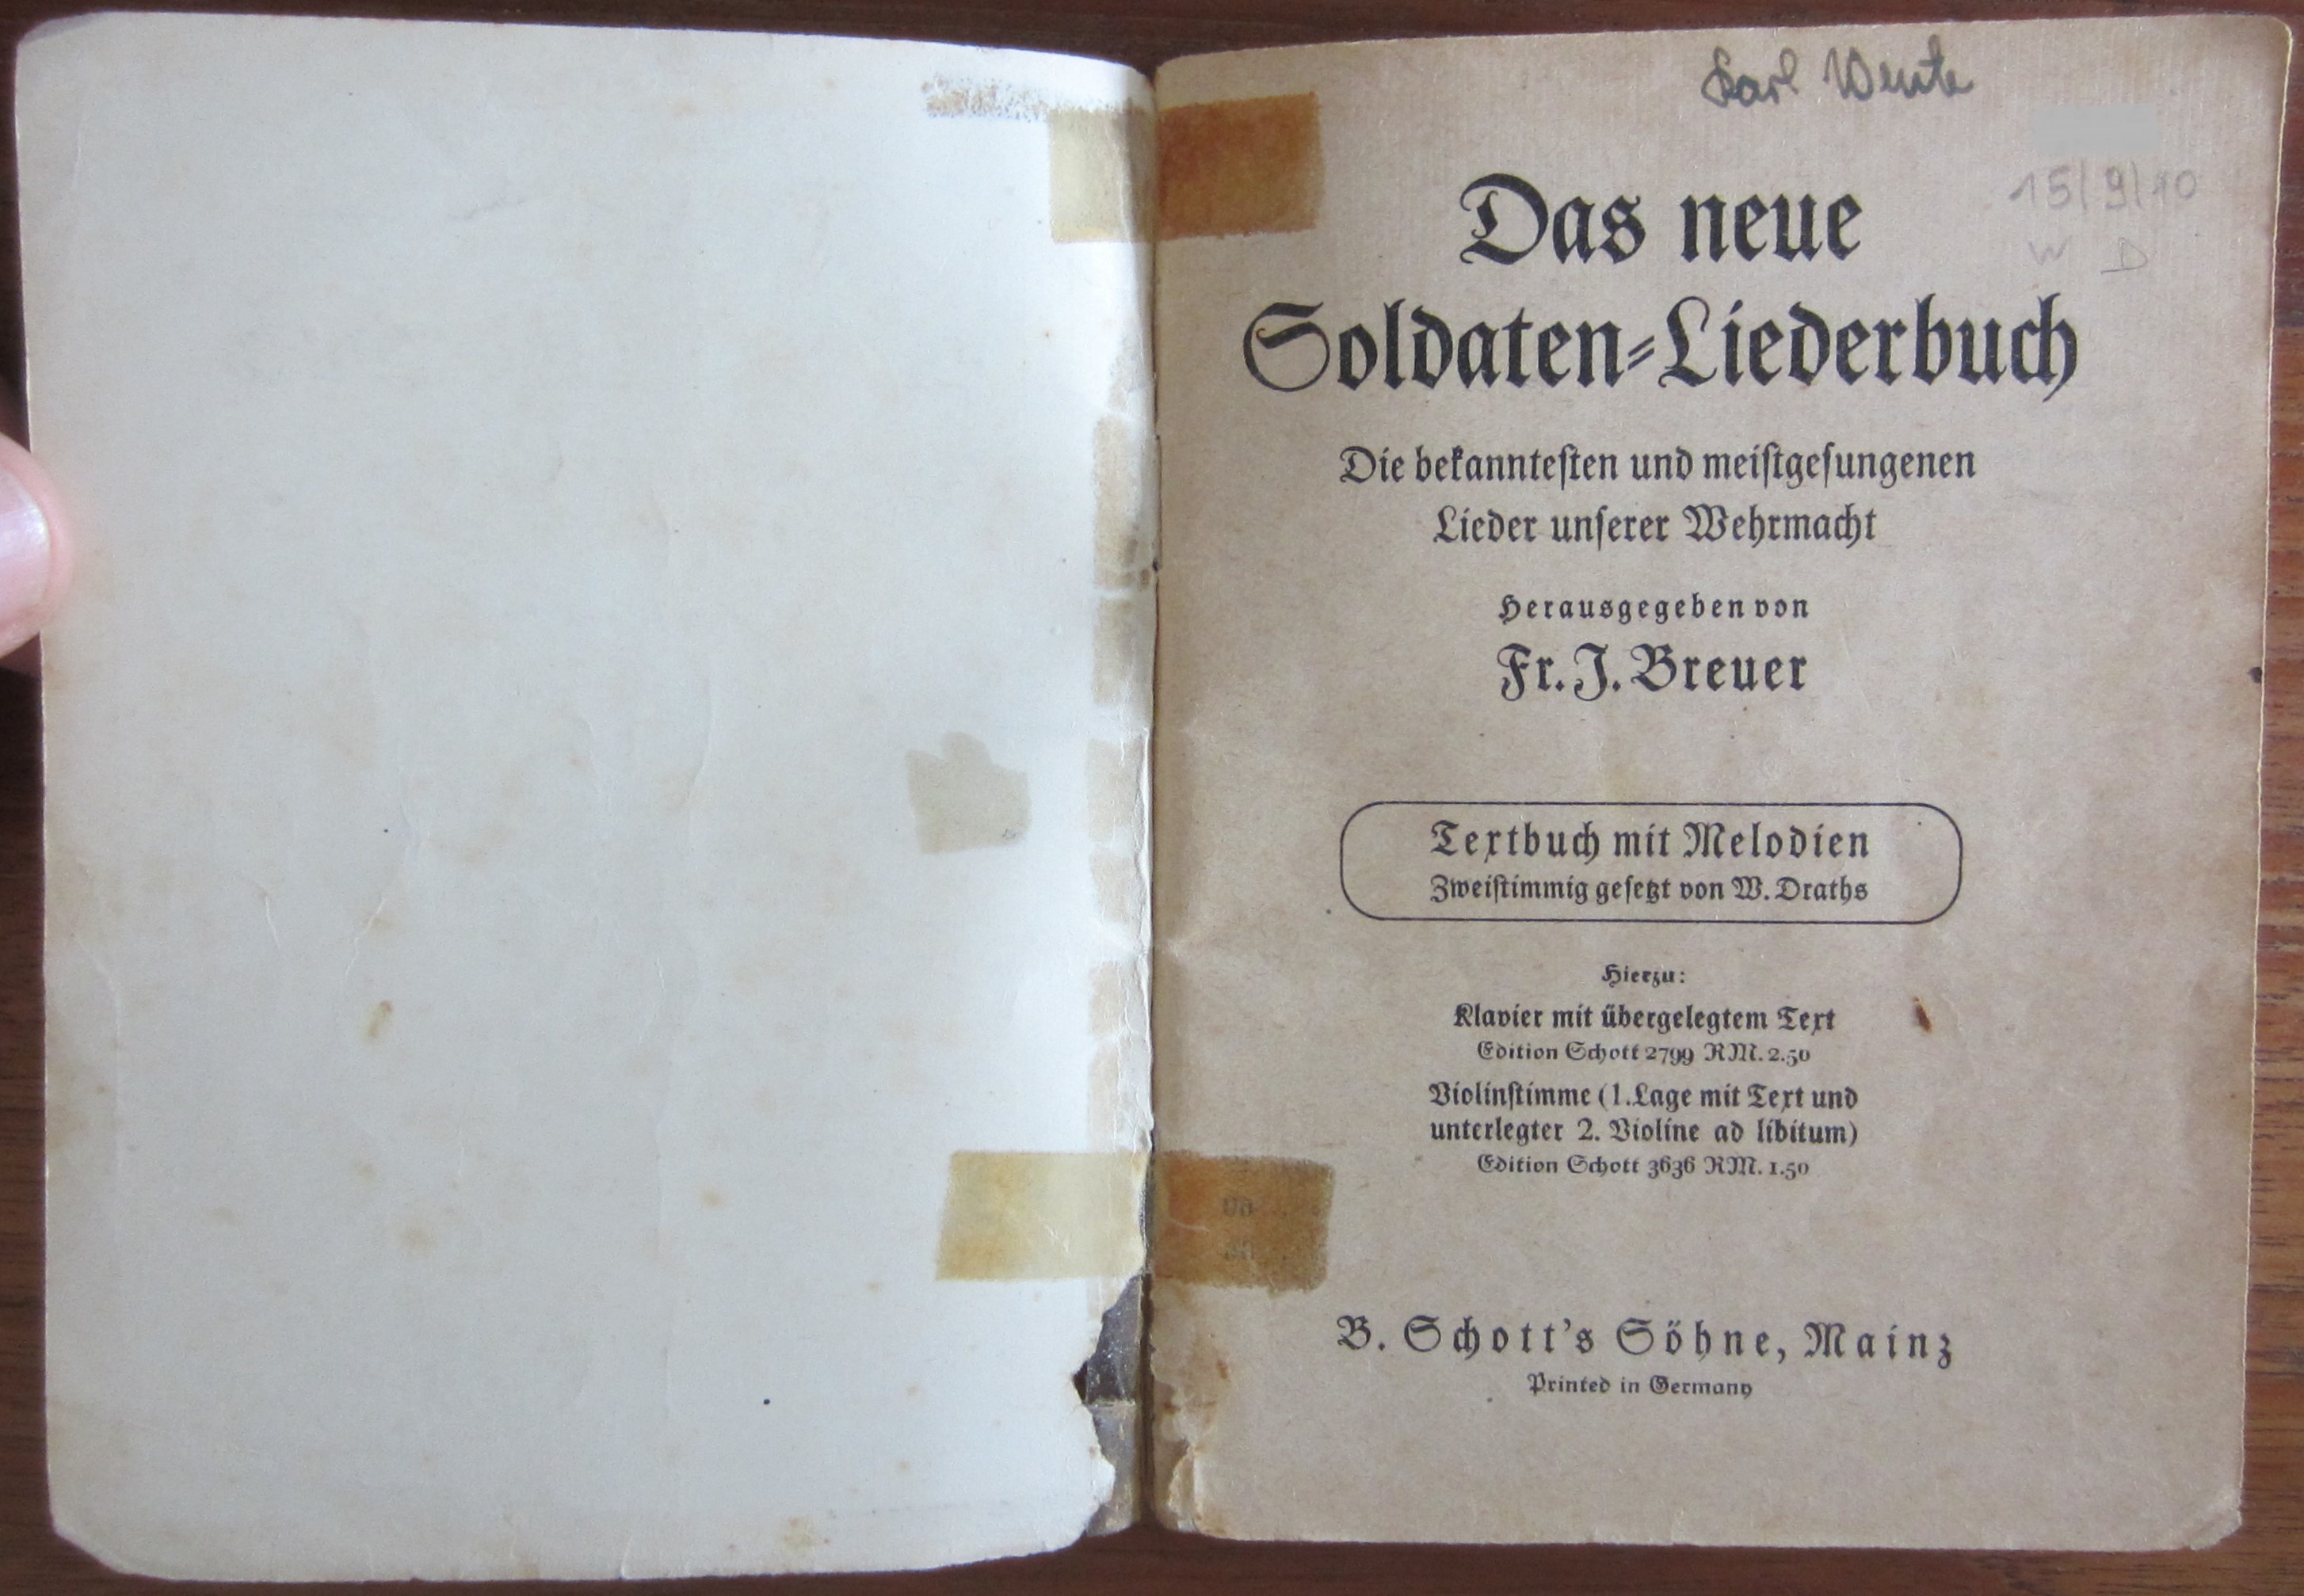 Karl Wente
15/9/10
W D
Das neue
Soldaten-Liederbuch
Die bekanntesten und meistgesungenen
Lieder unserer Wehrmacht
Herausgegeben von
Fr. J. Breuer
Textbuch mit Melodien
Zweistimmig gesetzt von W. Draths
Hierzu:
Klavier mit übergelegtem Text
Edition Schott 2799 RM. 2.50
Violinstimme (1. Lage mit Text und
unterlegter 2. Violine ad libitum)
Edition Schott 3636 RM. 1.50
B. Schott's Söhne, Mainz
Printed in Germany